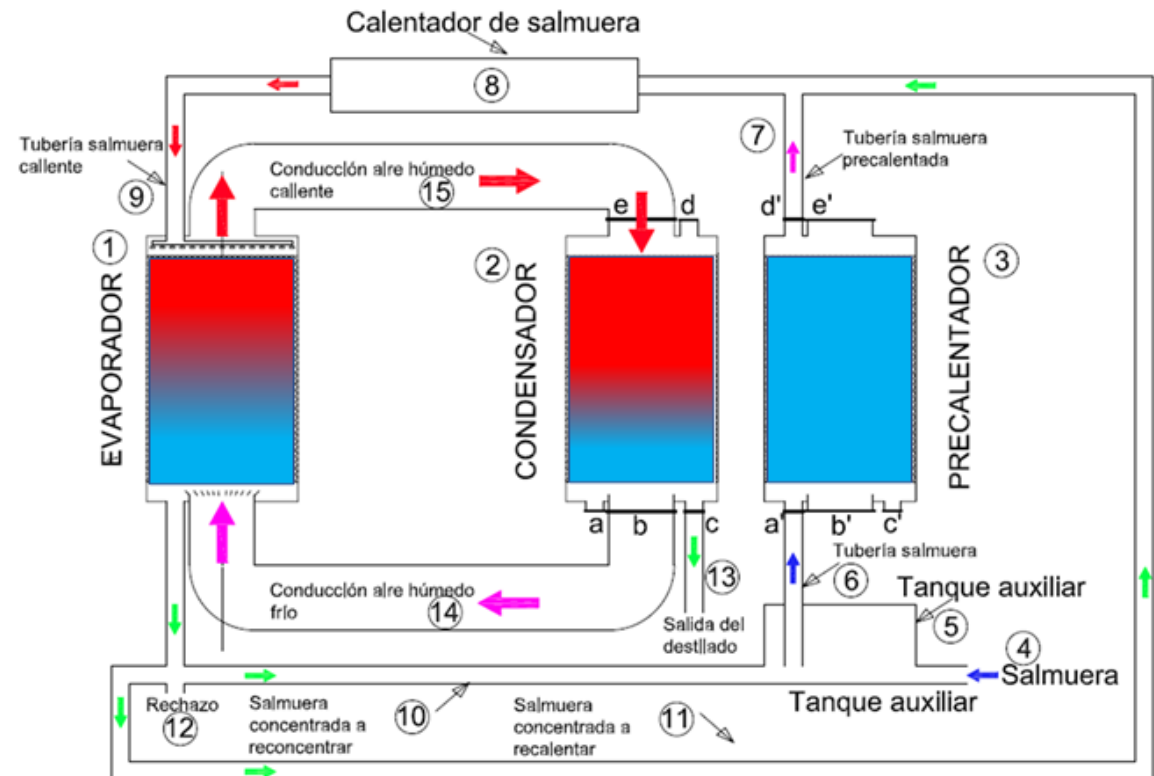 Calentador de salmuera
8
Tubería salmuera
callente
9
7
Tubería salmuera
precalentada
Conducción aire húmedo
callente
15
e
d
d'
e'
1
EVAPORADOR
2
CONDENSADOR
3
PRECALENTADOR
a
b
c
a'
b'
c'
Tubería salmuera
6
13
Conducción aire húmedo
frío
14
Salida del
destilado
Tanque auxiliar
5
4
Salmuera
Tanque auxiliar
Rechazo
12
Salmuera
concentrada a
reconcentrar
10
Salmuera
concentrada a
recalentar
11